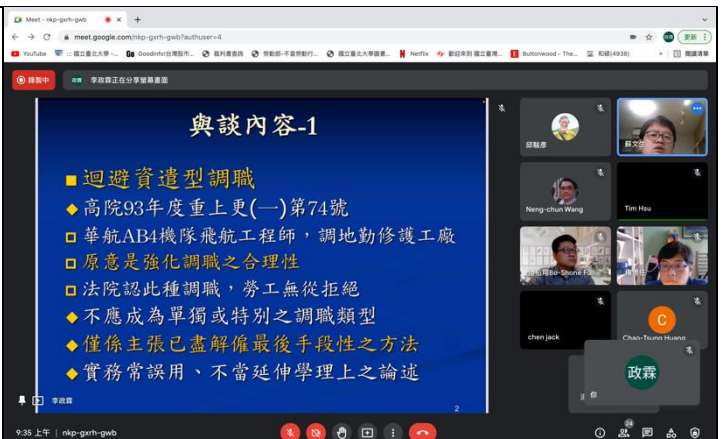 Meet - nkp-gxrh-gwb
meet.google.com/nkp-gxrh-gwb?authuser=4
更新
YouTube
:: 國立臺北大學 -...
Goodinfo!台灣股市...
裁判書查詢
勞動部-不當勞動行...
國立臺北大學圖書...
Netflix
歡迎來到 國立臺灣...
Buttonwood - The...
和碩(4938)
閱讀清單
錄製中
政霖
李政霖正在分享螢幕畫面
與談內容-1
迴避資遣型調職
高院93年度重上更(一)第74號
華航AB4機隊飛航工程師，調地勤修護工廠
原意是強化調職之合理性
法院認此種調職，勞工無從拒絕
不應成為單獨或特別之調職類型
僅係主張已盡解僱最後手段性之方法
實務常誤用、不當延伸學理上之論述
2
李政霖
邱駿彥
Neng-chun Wang
Tim Hsu
Bo-Shone Fu
chen jack
C
Chao-Tsung Huang
政霖
你
9:35 上午 | nkp-gxrh-gwb
24